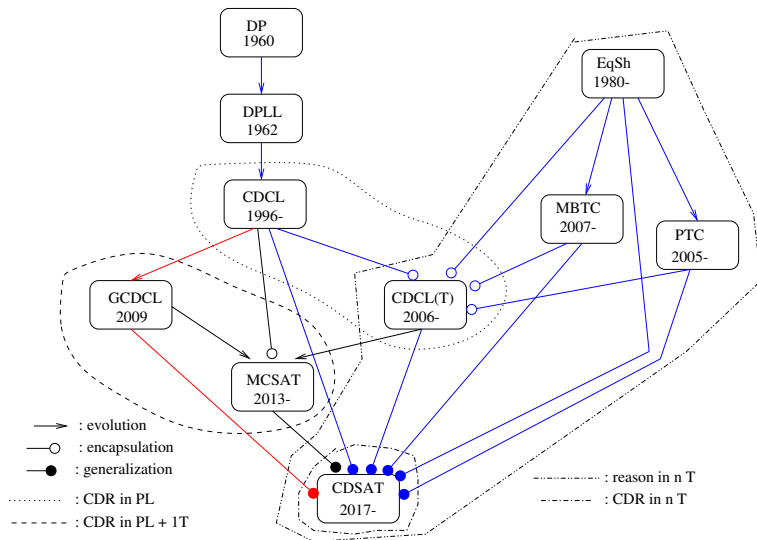 DP
1960
EqSh
1980-
DPLL
1962
CDCL
1996-
MBTC
2007-
PTC
2005-
GCDCL
2009
CDCL(T)
2006-
MCSAT
2013-
: evolution
: encapsulation
: generalization
: CDR in PL
: CDR in PL + 1T
CDSAT
2017-
: reason in n T
: CDR in n T